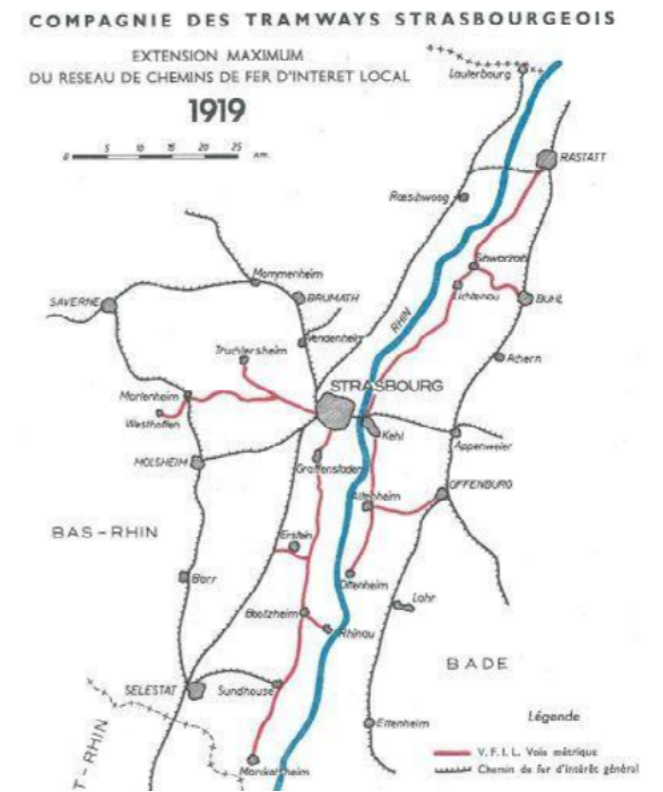 COMPAGNIE DES TRAMWAYS STRASBOURGEOIS
EXTENSION MAXIMUM
DU RESEAU DE CHEMINS DE FER D'INTERET LOCAL
1919
0 5 10 15 20 25 km.
Lauterbourg
RASTATT
Rœschwoog
Schwarzach
Lichtenau
BUHL
Mommenheim
SAVERNE
BRUMATH
RHIN
Vendenheim
Truchtersheim
Achern
STRASBOURG
Marlenheim
Westhoffen
Kehl
Appenweier
MOLSHEIM
Graffenstaden
OFFENBURG
Altenheim
BAS-RHIN
Erstein
Ottenheim
Barr
Lahr
Bootzheim
Rhinau
BADE
SELESTAT
Sundhouse
Ettenheim
Légende
T-RHIN
V.F.I.L. Voie métrique
Markolsheim
Chemin de fer d'intérêt général